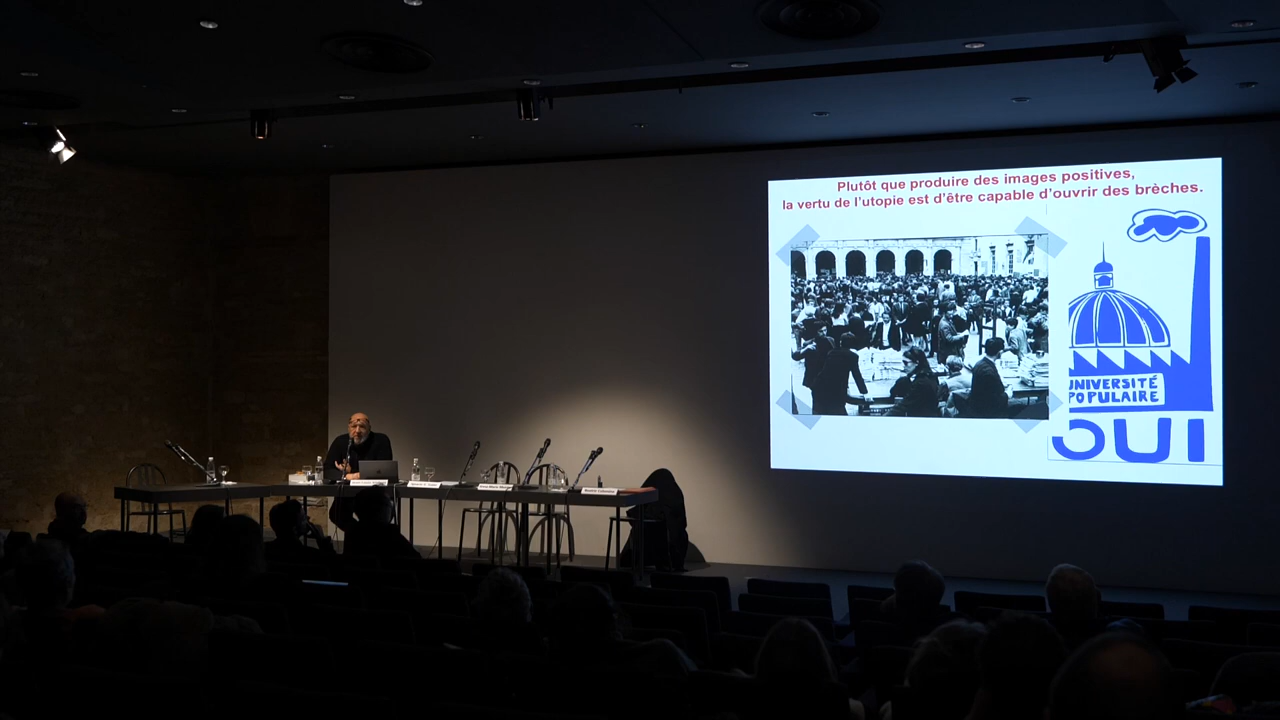 Plutôt que produire des images positives,
la vertu de l'utopie est d'être capable d'ouvrir des brèches.
UNIVERSITÉ
POPULAIRE
OUI